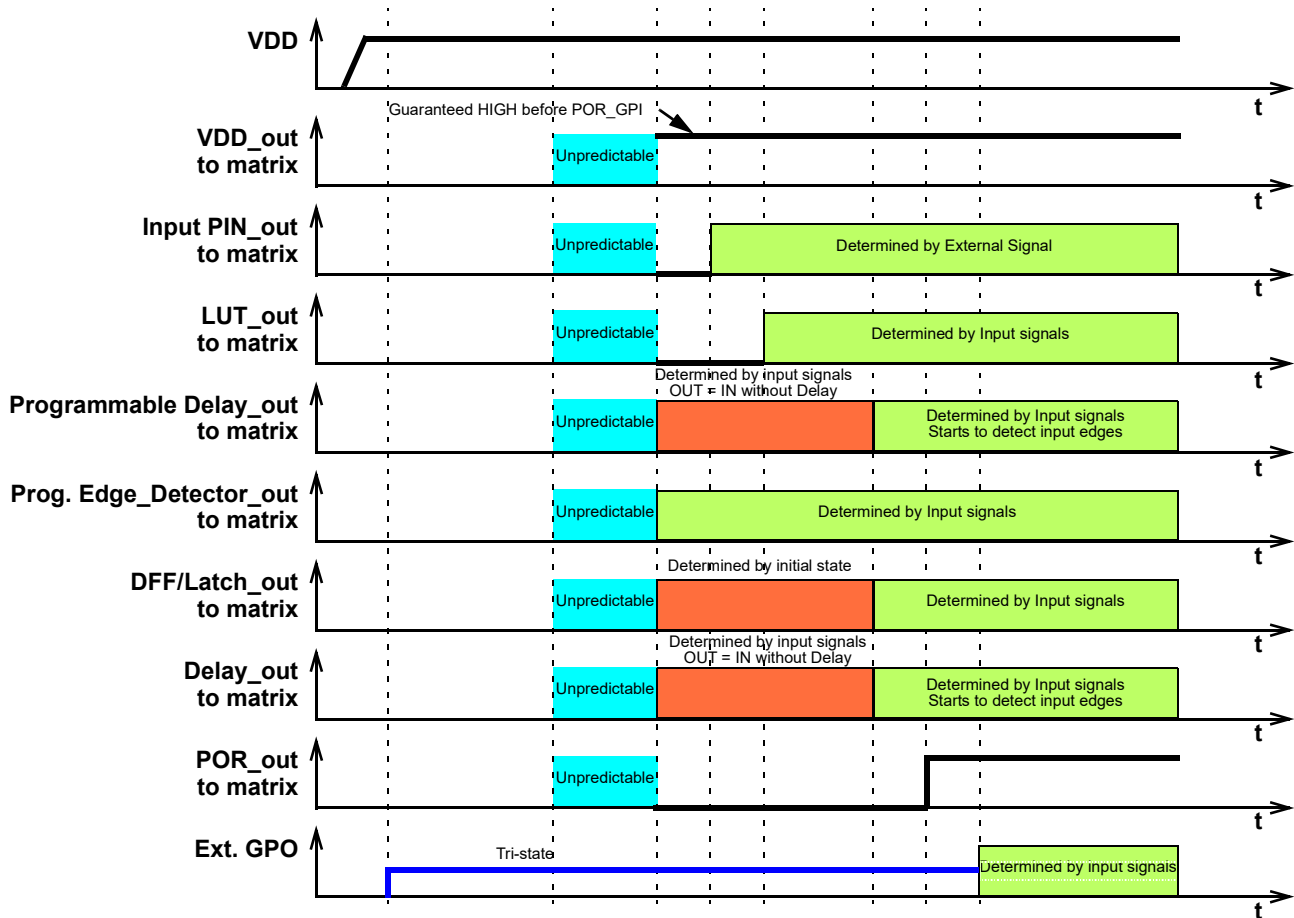 VDD
t
Guaranteed HIGH before POR_GPI
VDD_out
to matrix
Unpredictable
t
Input PIN_out
to matrix
Unpredictable
Determined by External Signal
t
LUT_out
to matrix
Unpredictable
Determined by Input signals
t
Determined by input signals
OUT = IN without Delay
Programmable Delay_out
to matrix
Unpredictable
Determined by Input signals
Starts to detect input edges
t
Prog. Edge_Detector_out
to matrix
Unpredictable
Determined by Input signals
t
Determined by initial state
DFF/Latch_out
to matrix
Unpredictable
Determined by Input signals
t
Determined by input signals
OUT = IN without Delay
Delay_out
to matrix
Unpredictable
Determined by Input signals
Starts to detect input edges
t
POR_out
to matrix
Unpredictable
t
Ext. GPO
Tri-state
Determined by input signals
t